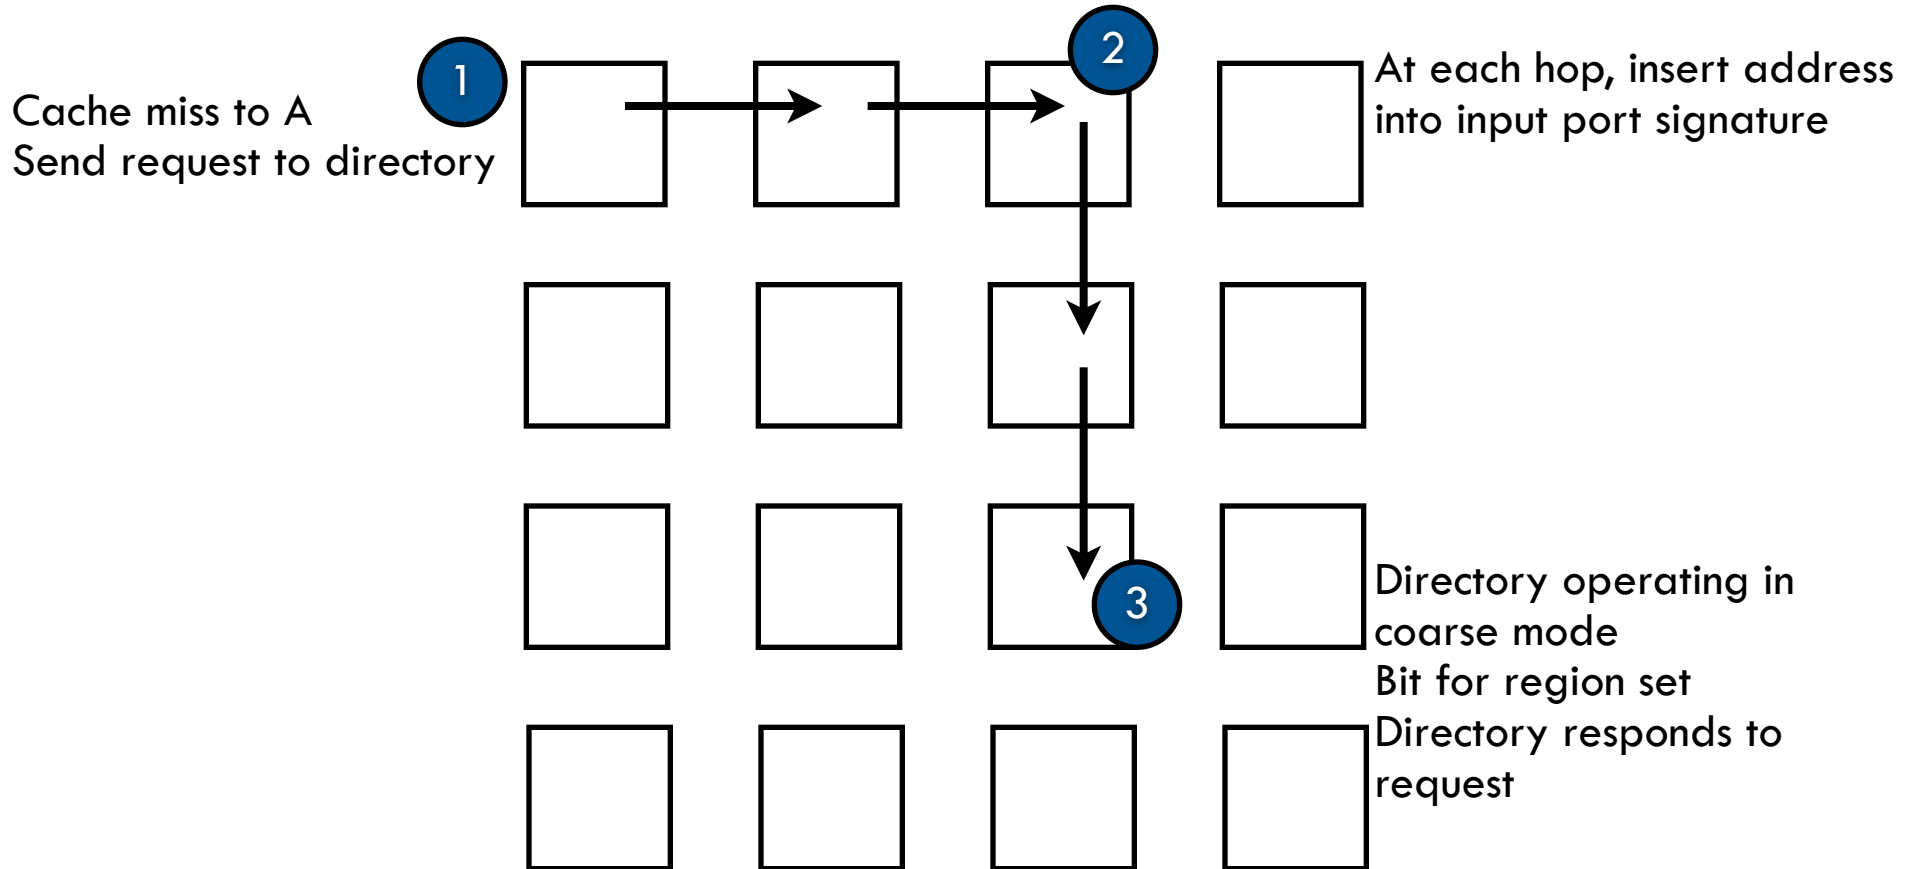 1
Cache miss to A
Send request to directory
2
At each hop, insert address
into input port signature
3
Directory operating in
coarse mode
Bit for region set
Directory responds to
request